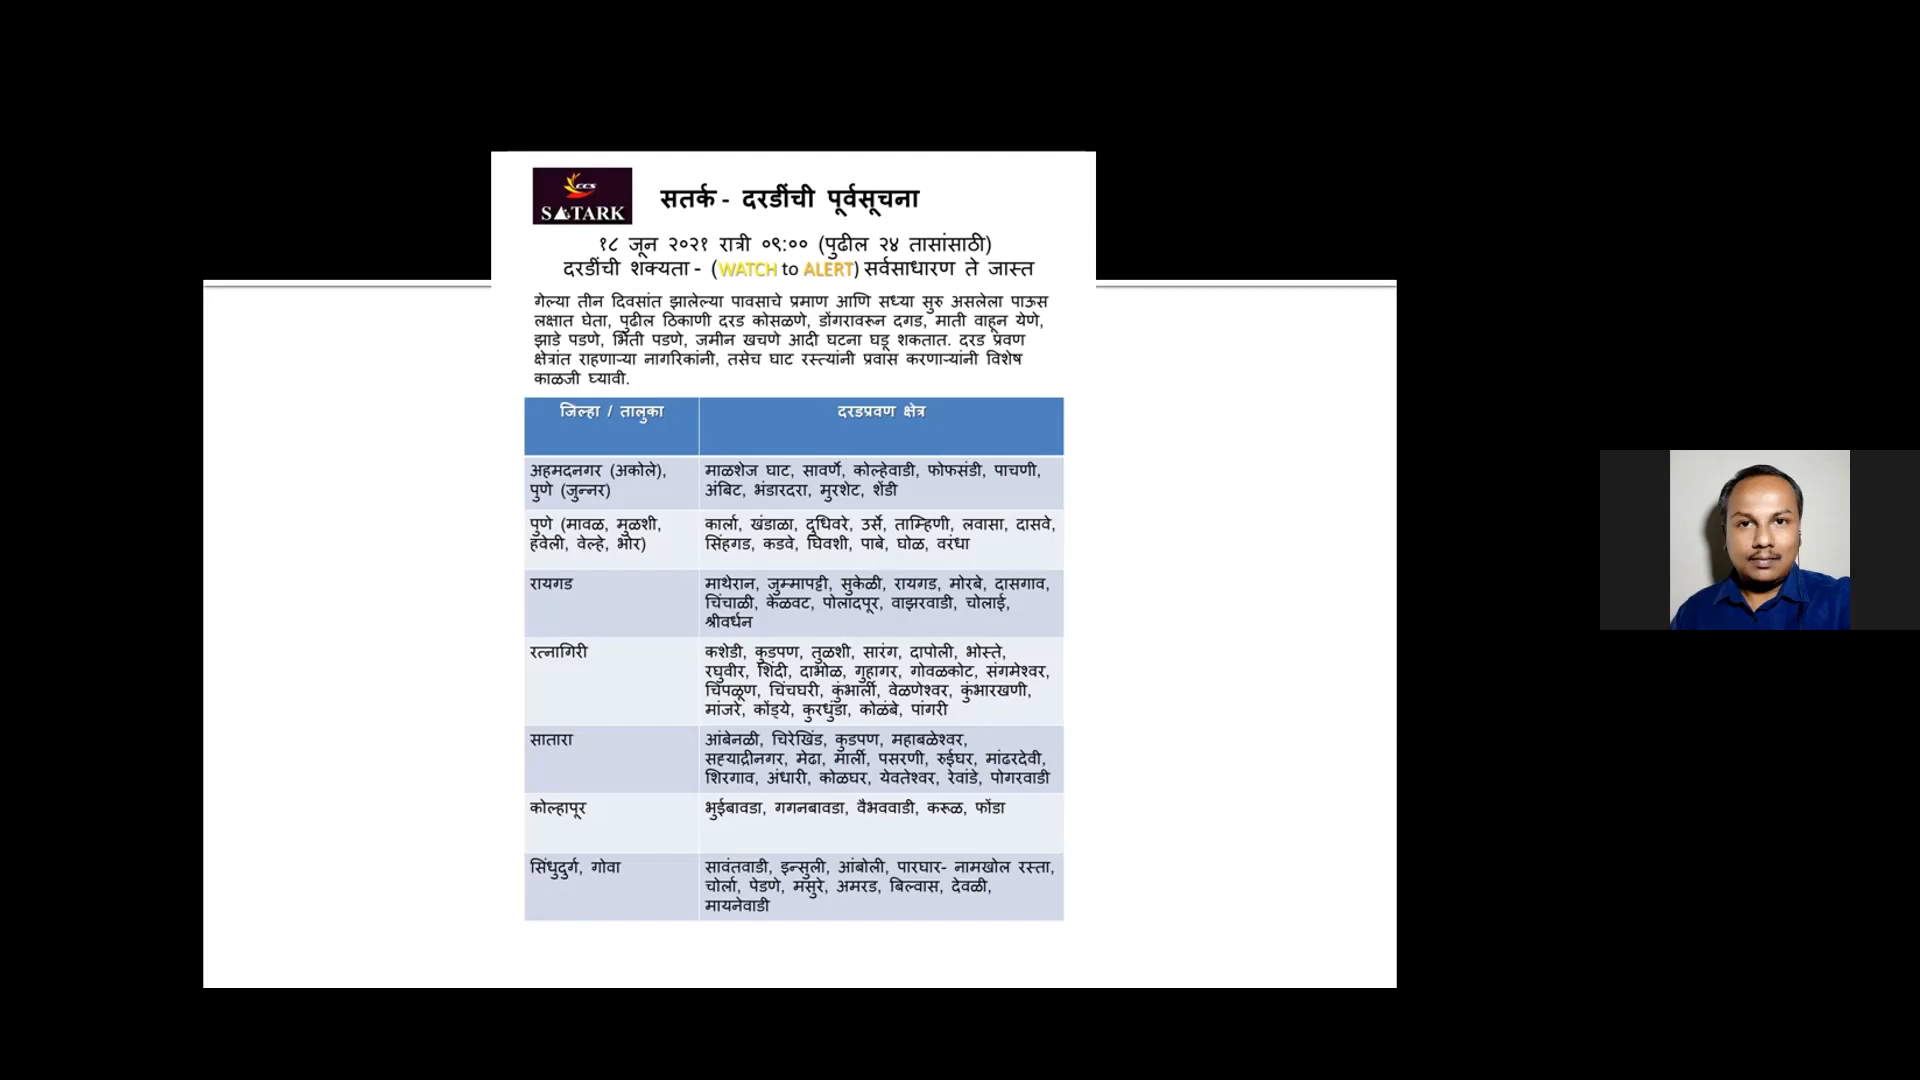 CCS
SATARK
सतर्क - दरडींची पूर्वसूचना
१८ जून २०२१ रात्री ०९:०० (पुढील २४ तासांसाठी)
दरडींची शक्यता - (WATCH to ALERT) सर्वसाधारण ते जास्त
गेल्या तीन दिवसांत झालेल्या पावसाचे प्रमाण आणि सध्या सुरु असलेला पाऊस
लक्षात घेता, पुढील ठिकाणी दरड कोसळणे, डोंगरावरून दगड, माती वाहून येणे,
झाडे पडणे, भिंती पडणे, जमीन खचणे आदी घटना घडू शकतात. दरड प्रवण
क्षेत्रांत राहणाऱ्या नागरिकांनी, तसेच घाट रस्त्यांनी प्रवास करणाऱ्यांनी विशेष
काळजी घ्यावी.
जिल्हा / तालुका दरडप्रवण क्षेत्र
अहमदनगर (अकोले), माळशेज घाट, सावर्णे, कोल्हेवाडी, फोफसंडी, पाचणी,
पुणे (जुन्नर) अंबिट, भंडारदरा, मुरशेट, शेंडी
पुणे (मावळ, मुळशी, कार्ला, खंडाळा, दुधिवरे, उर्से, ताम्हिणी, लवासा, दासवे,
हवेली, वेल्हे, भोर) सिंहगड, कडवे, घिवशी, पाबे, घोळ, वरंधा
रायगड माथेरान, जुम्मापट्टी, सुकेळी, रायगड, मोरबे, दासगाव,
चिंचाळी, केळवट, पोलादपूर, वाझरवाडी, चोलाई,
श्रीवर्धन
रत्नागिरी कशेडी, कुडपण, तुळशी, सारंग, दापोली, भोस्ते,
रघुवीर, शिंदी, दाभोळ, गुहागर, गोवळकोट, संगमेश्वर,
चिपळूण, चिंचघरी, कुंभार्ली, वेळणेश्वर, कुंभारखणी,
मांजरे, कोंड्ये, कुरधुंडा, कोळंबे, पांगरी
सातारा आंबेनळी, चिरेखिंड, कुडपण, महाबळेश्वर,
सह्याद्रीनगर, मेढा, मार्ली, पसरणी, रुईघर, मांढरदेवी,
शिरगाव, अंधारी, कोळघर, येवतेश्वर, रेवांडे, पोगरवाडी
कोल्हापूर भुईबावडा, गगनबावडा, वैभववाडी, करूळ, फोंडा
सिंधुदुर्ग, गोवा सावंतवाडी, इन्सुली, आंबोली, पारघार- नामखोल रस्ता,
चोर्ला, पेडणे, मसुरे, अमरड, बिल्वास, देवळी,
मायनेवाडी